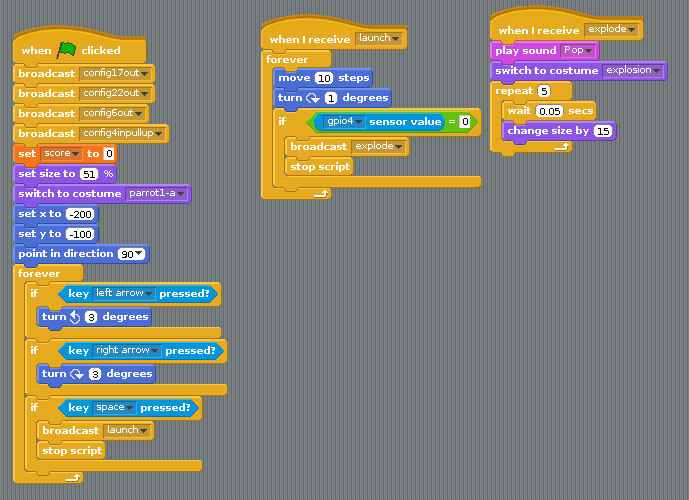 when clicked
broadcast config17out
broadcast config22out
broadcast config6out
broadcast config4inpullup
set score to 0
set size to 51 %
switch to costume parrot1-a
set x to -200
set y to -100
point in direction 90
forever
if key left arrow pressed?
turn 3 degrees
if key right arrow pressed?
turn 3 degrees
if key space pressed?
broadcast launch
stop script
when I receive launch
forever
move 10 steps
turn 1 degrees
if gpio4 sensor value = 0
broadcast explode
stop script
when I receive explode
play sound Pop
switch to costume explosion
repeat 5
wait 0.05 secs
change size by 15